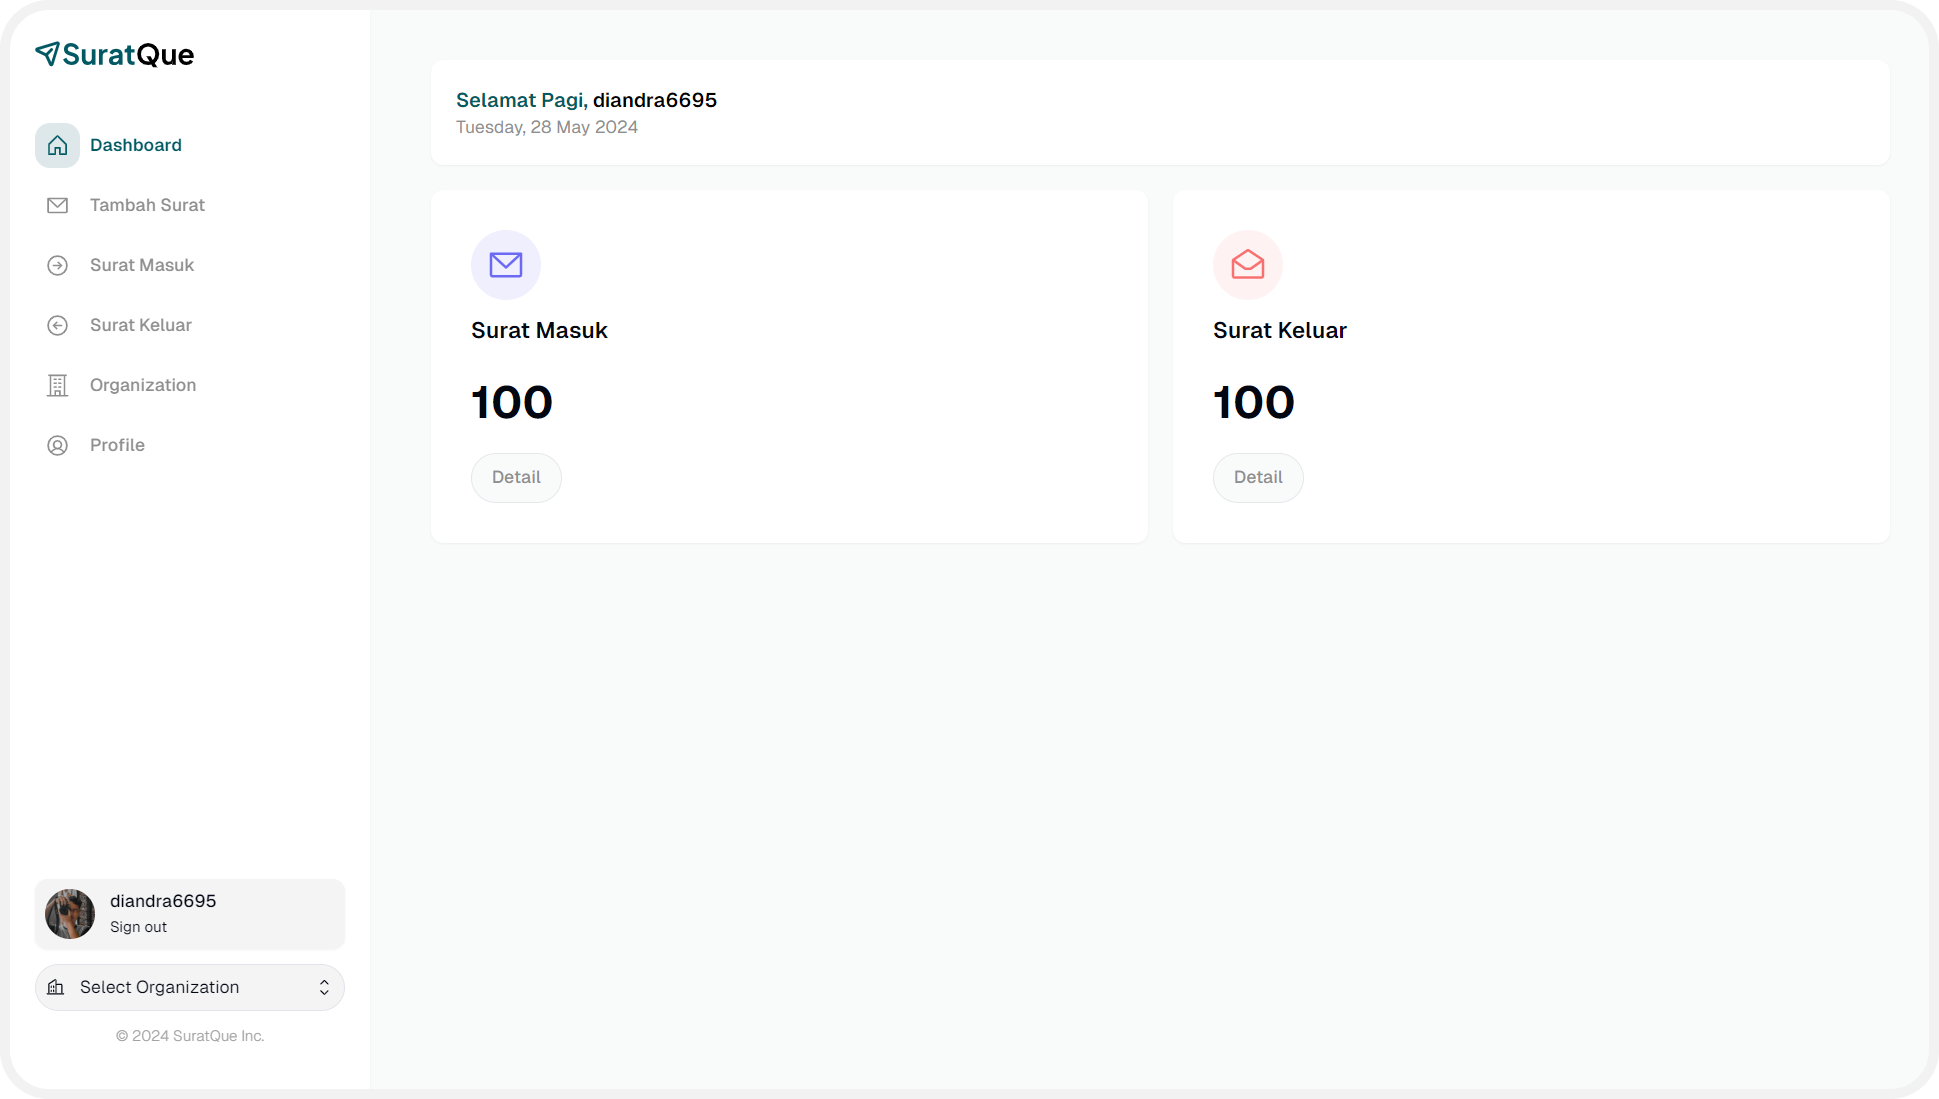 SuratQue
Dashboard
Tambah Surat
Surat Masuk
Surat Keluar
Organization
Profile
diandra6695
Sign out
Select Organization
© 2024 SuratQue Inc.
Selamat Pagi, diandra6695
Tuesday, 28 May 2024
Surat Masuk
100
Detail
Surat Keluar
100
Detail